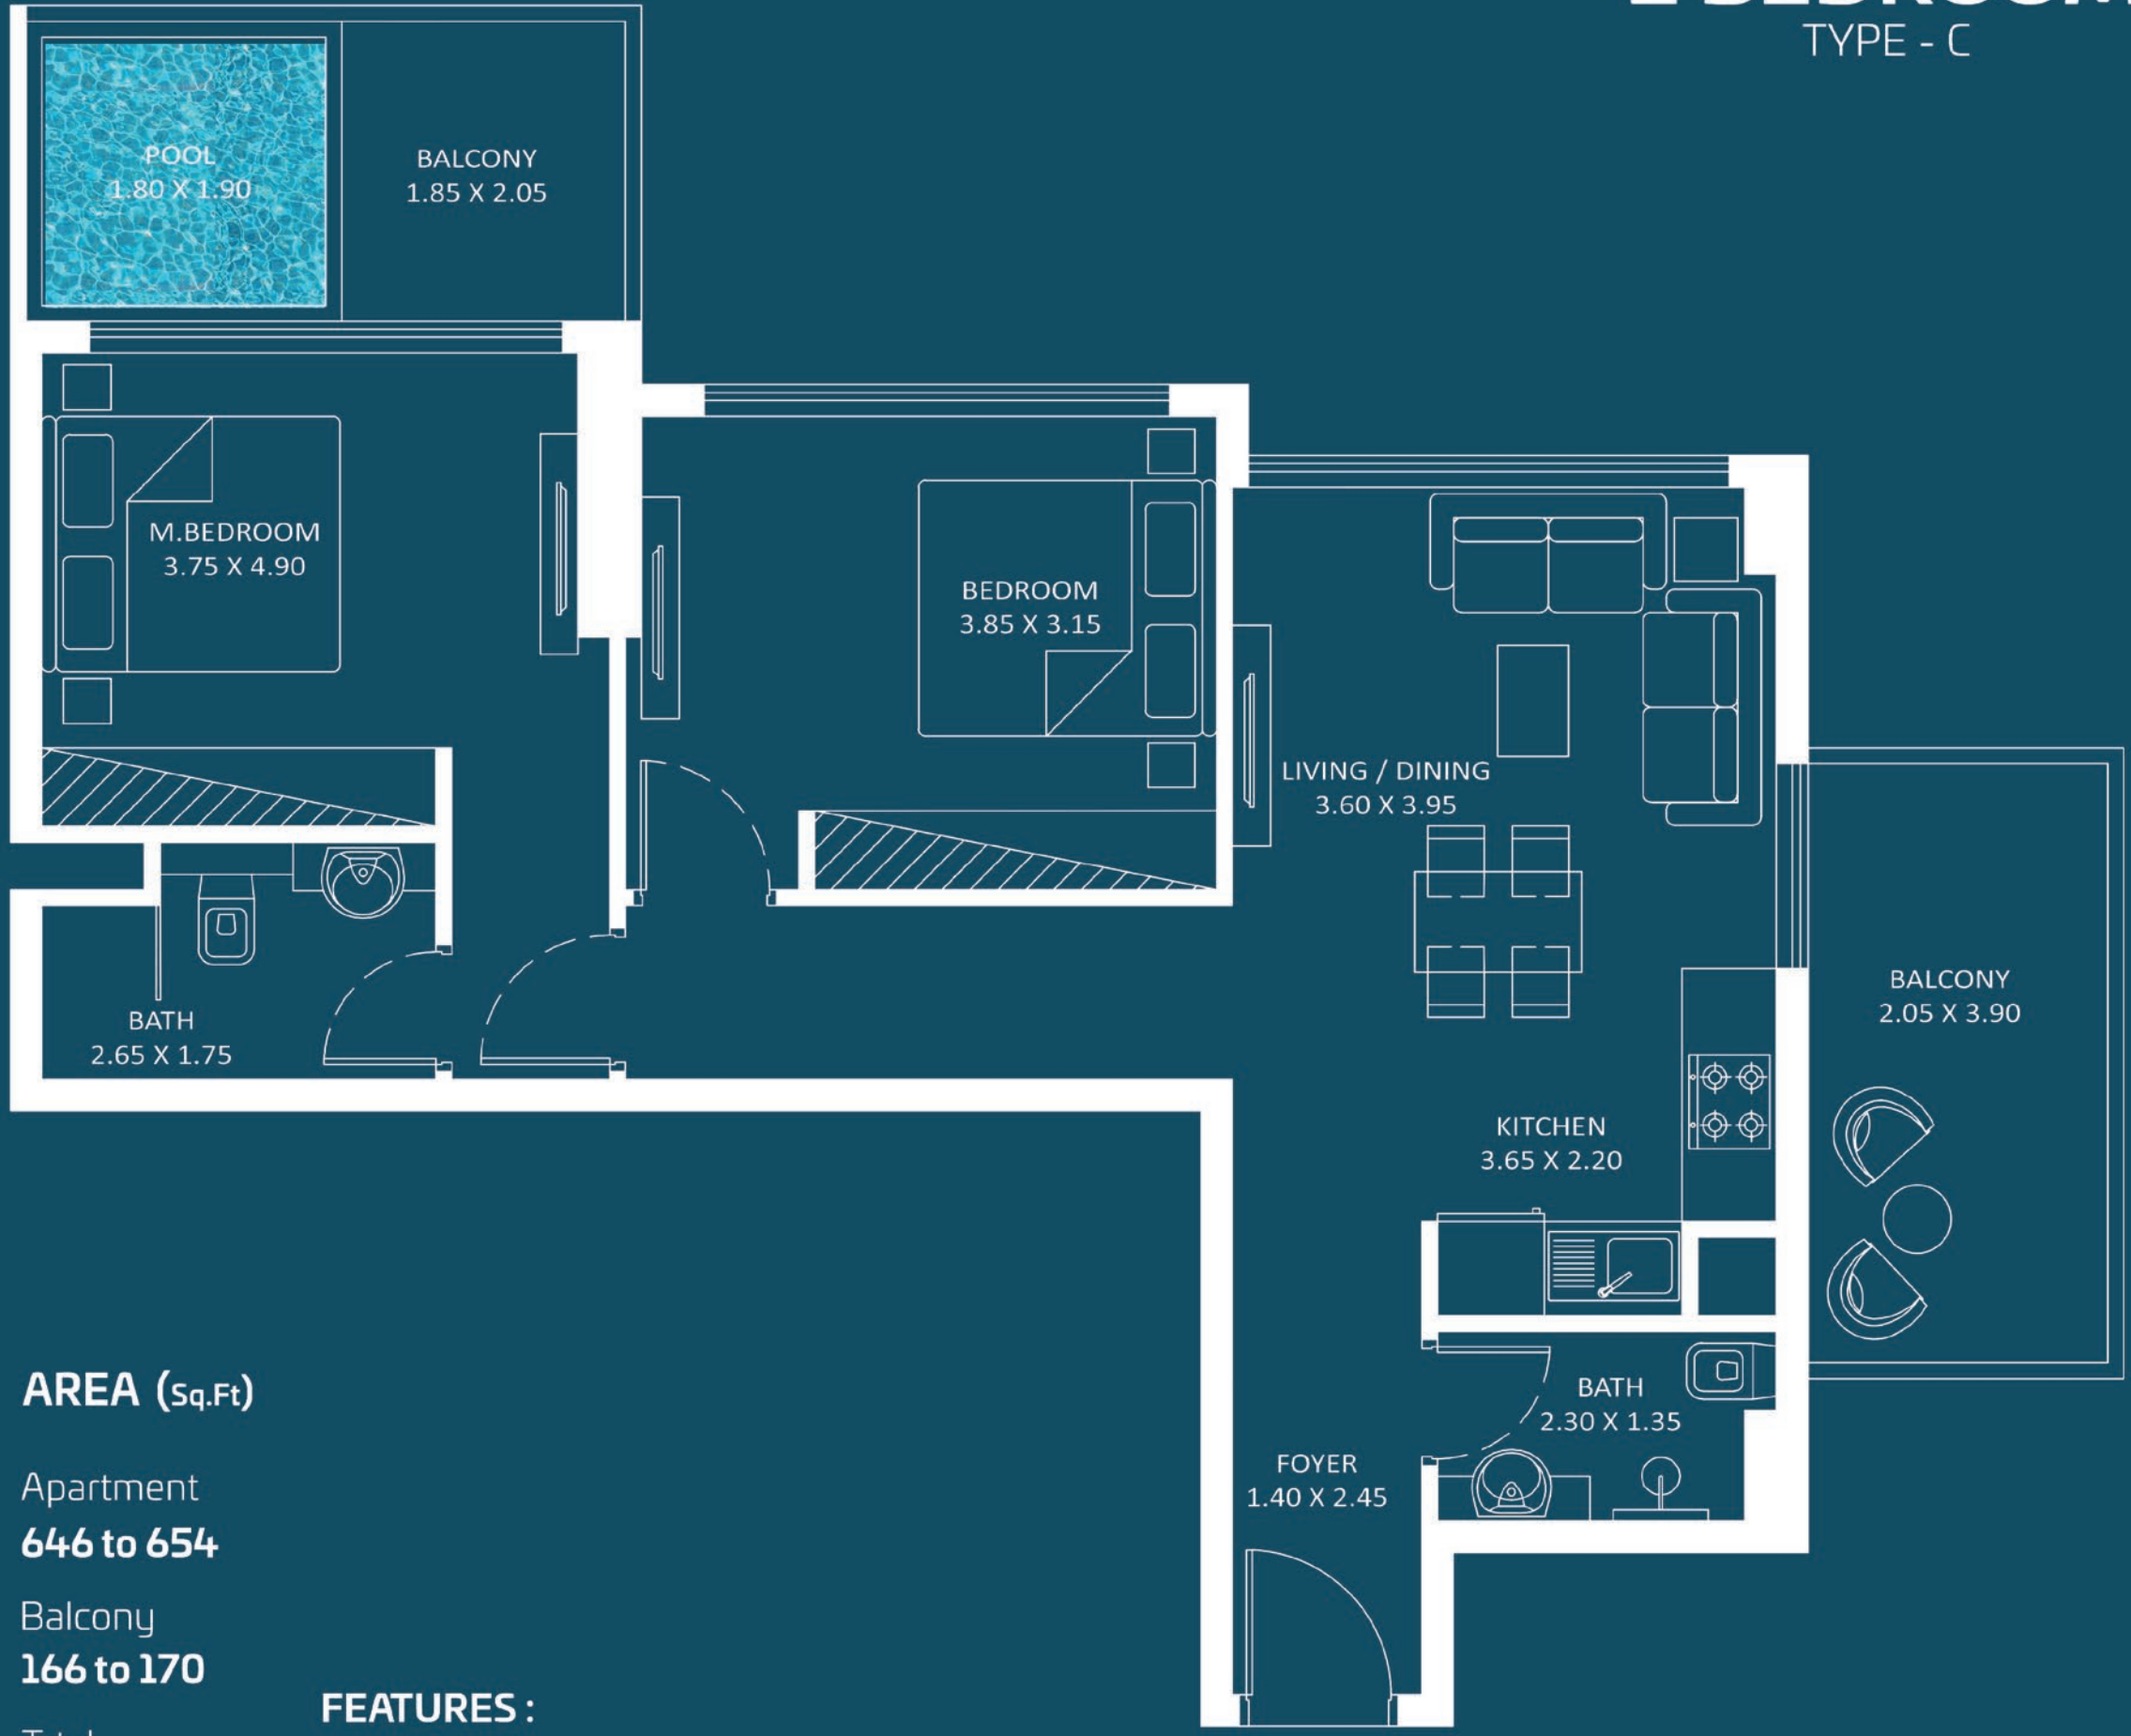 TYPE - C
POOL
1.80 X 1.90
BALCONY
1.85 X 2.05
M.BEDROOM
3.75 X 4.90
BEDROOM
3.85 X 3.15
LIVING / DINING
3.60 X 3.95
BALCONY
2.05 X 3.90
BATH
2.65 X 1.75
KITCHEN
3.65 X 2.20
BATH
2.30 X 1.35
FOYER
1.40 X 2.45
AREA (Sq.Ft)
Apartment
646 to 654
Balcony
166 to 170
FEATURES :